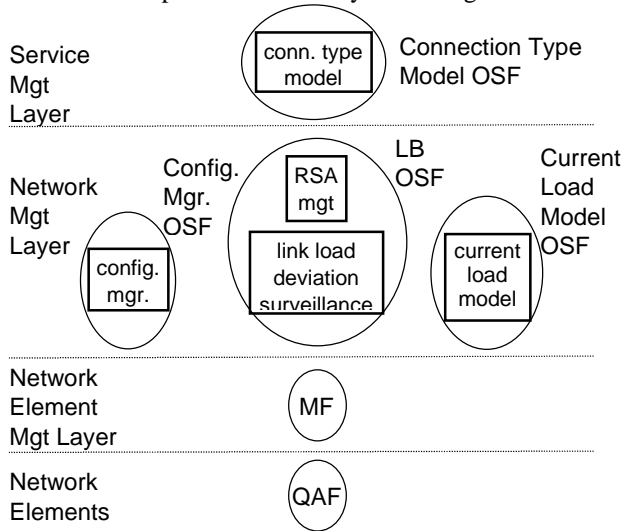 Service
Mgt
Layer
conn. type
model
Connection Type
Model OSF
Network
Mgt
Layer
Config.
Mgr.
OSF
config.
mgr.
RSA
mgt
link load
deviation
surveillance
LB
OSF
current
load
model
Current
Load
Model
OSF
Network
Element
Mgt Layer
MF
Network
Elements
QAF